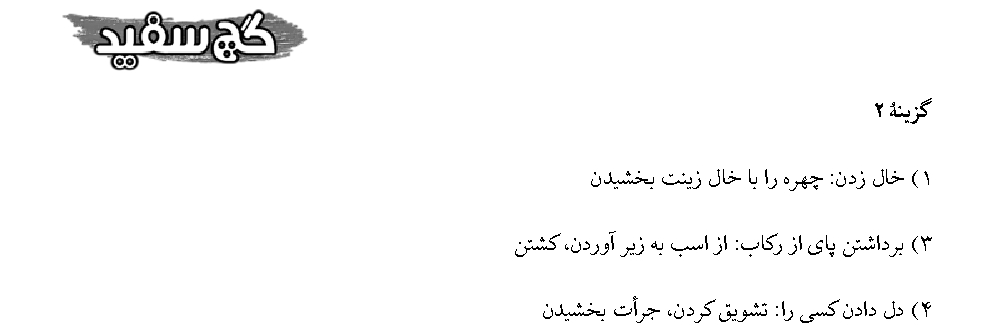 گچ سفید
گزینهٔ ۲
۱) خال زدن: چهره را با خال زینت بخشیدن
۳) برداشتن پای از رکاب: از اسب به زیر آوردن، کشتن
۴) دل دادن کسی را: تشویق کردن، جرأت بخشیدن